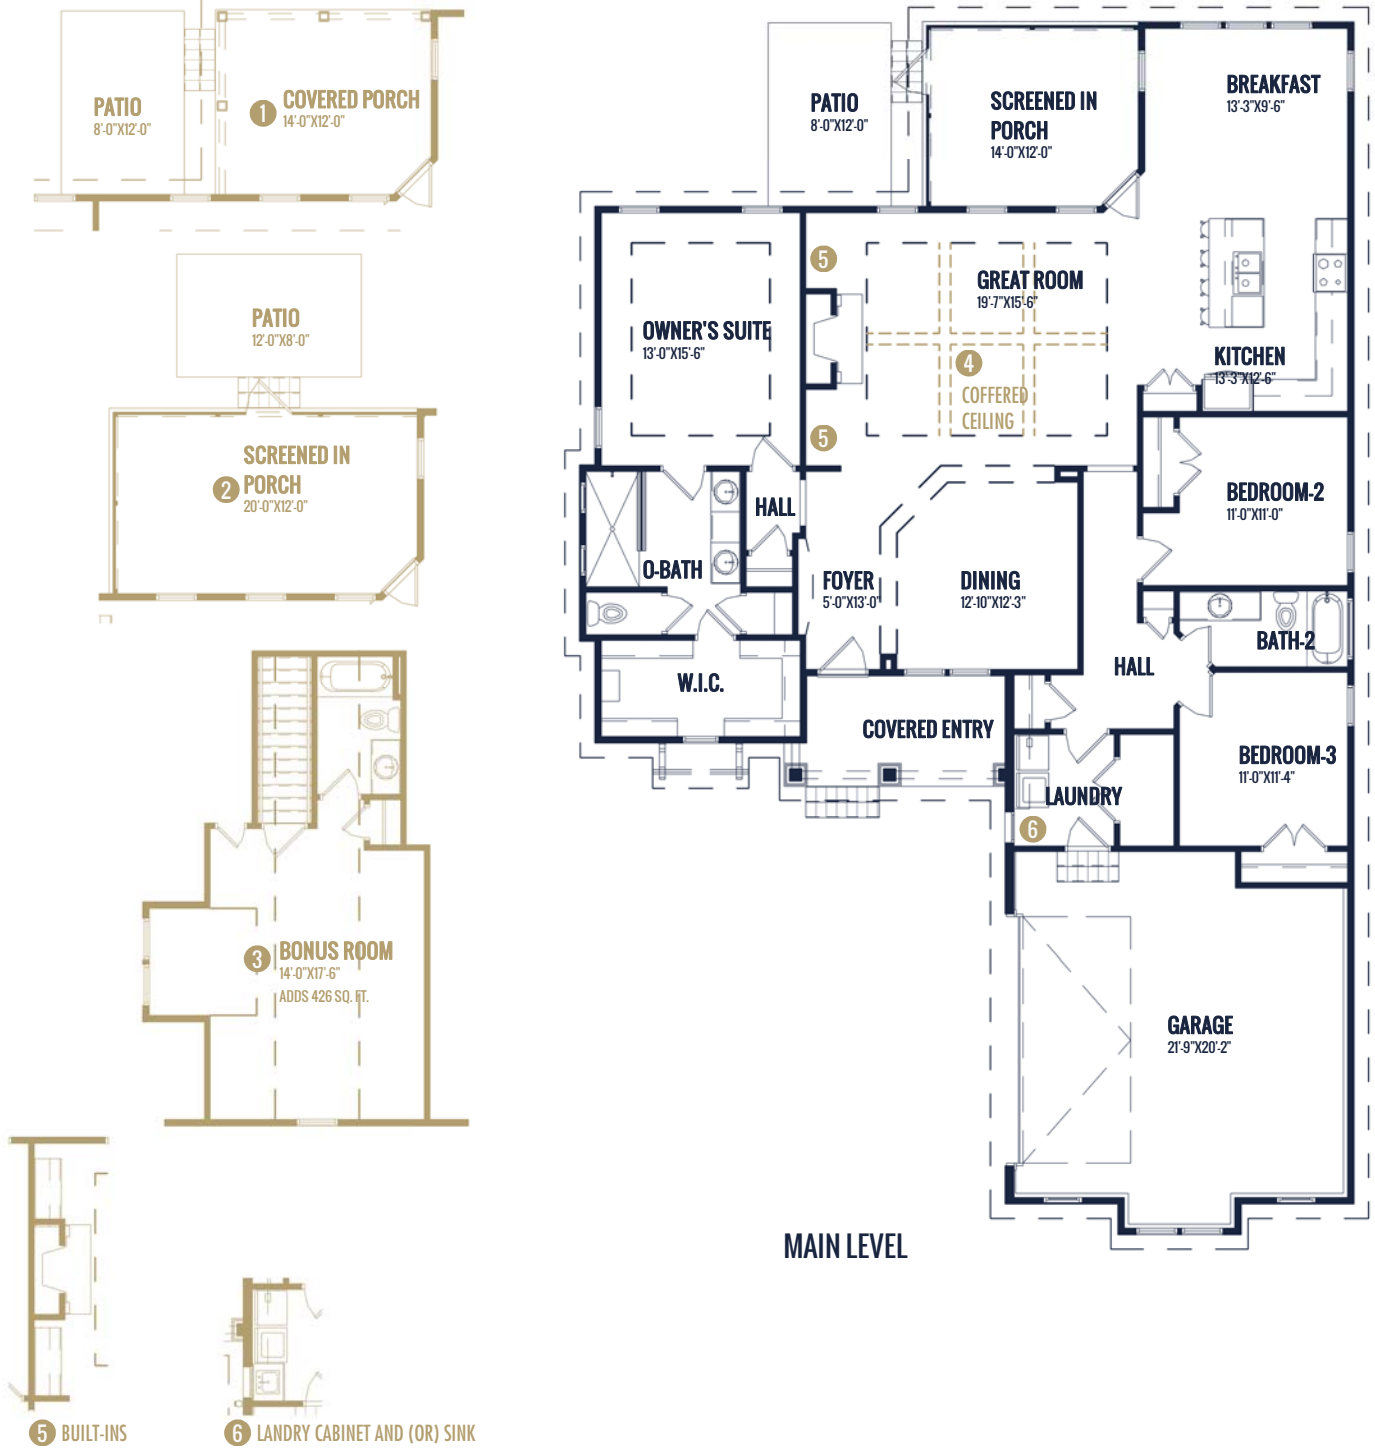 PATIO
8'-0"X12'-0"
1 COVERED PORCH
14'-0"X12'-0"
PATIO
12'-0"X8'-0"
2 SCREENED IN
PORCH
20'-0"X12'-0"
3 BONUS ROOM
14'-0"X17'-6"
ADDS 426 SQ. FT.
5 BUILT-INS
6 LANDRY CABINET AND (OR) SINK
PATIO
8'-0"X12'-0"
SCREENED IN
PORCH
14'-0"X12'-0"
BREAKFAST
13'-3"X9'-6"
5
GREAT ROOM
19'-7"X15'-6"
OWNER'S SUITE
13'-0"X15'-6"
4
COFFERED
CEILING
KITCHEN
13'-3"X12'-6"
5
BEDROOM-2
11'-0"X11'-0"
HALL
O-BATH
FOYER
5'-0"X13'-0"
DINING
12'-10"X12'-3"
BATH-2
HALL
W.I.C.
COVERED ENTRY
BEDROOM-3
11'-0"X11'-4"
LAUNDRY
6
GARAGE
21'-9"X20'-2"
MAIN LEVEL